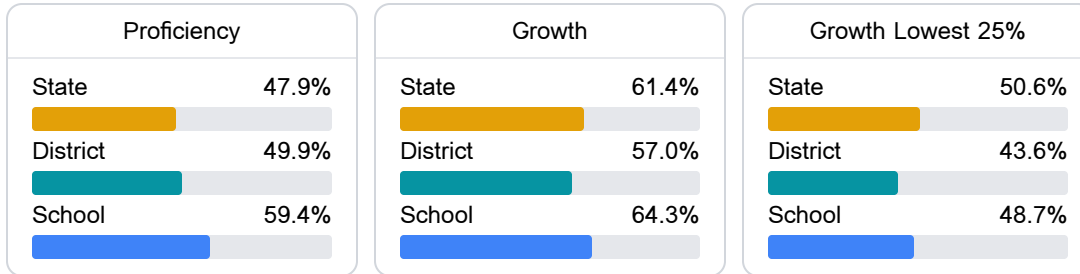 Proficiency
State 47.9%
District 49.9%
School 59.4%
Growth
State 61.4%
District 57.0%
School 64.3%
Growth Lowest 25%
State 50.6%
District 43.6%
School 48.7%